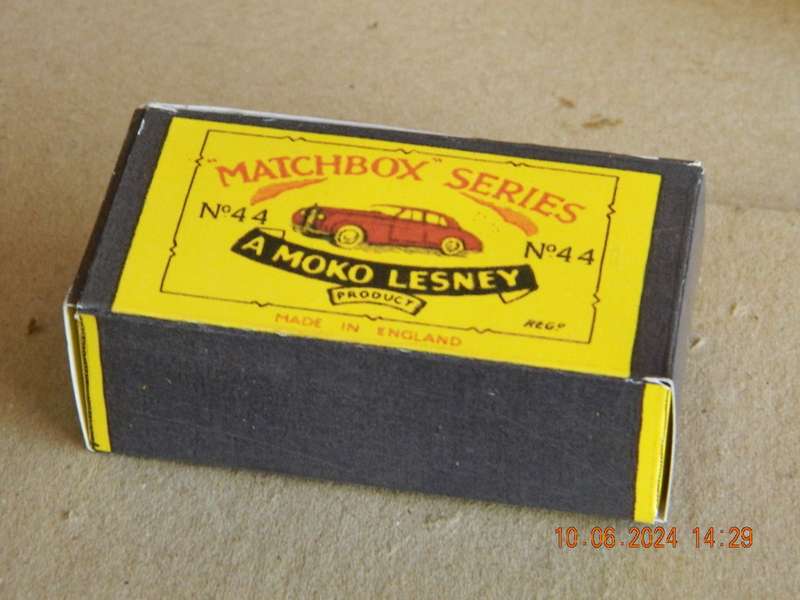 "MATCHBOX" SERIES
Nº44
Nº44
A MOKO LESNEY
PRODUCT
REGD
MADE IN ENGLAND
10.06.2024 14:29